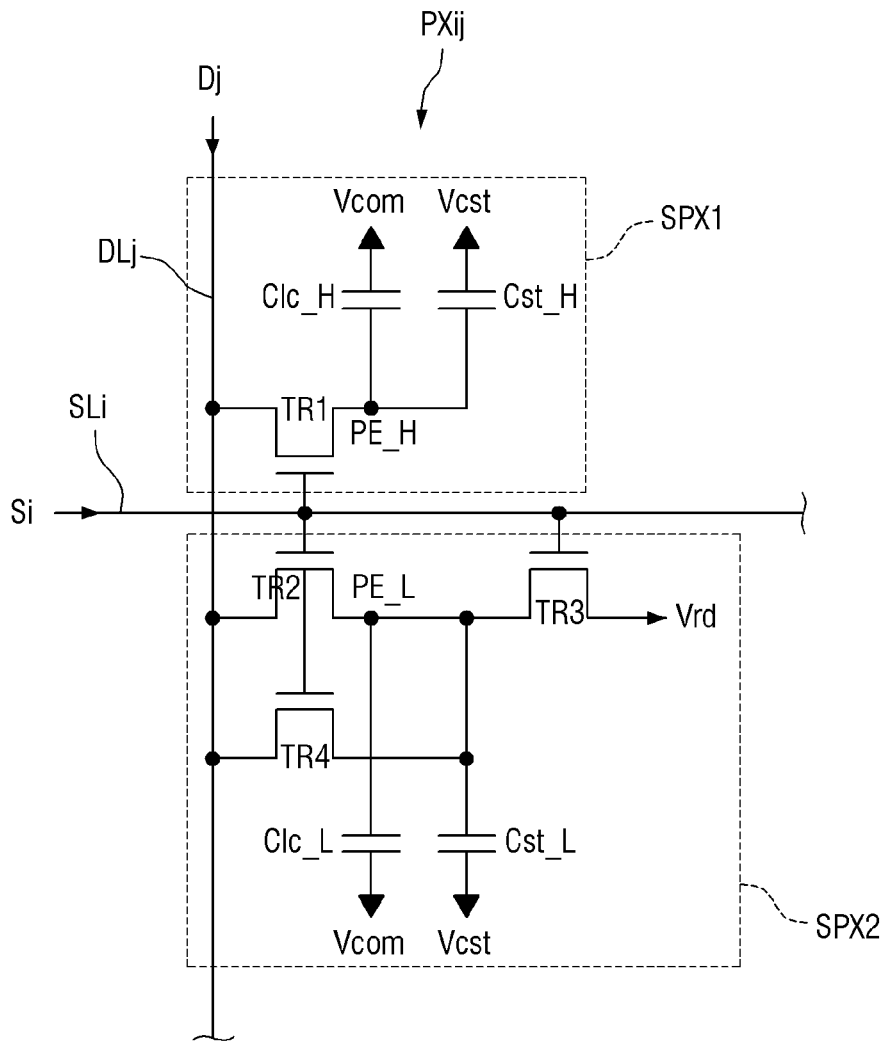 PXij
Dj
Vcom
Vcst
SPX1
DLj
Clc_H
Cst_H
SLi
TR1
PE_H
Si
TR2
PE_L
TR3
Vrd
TR4
Clc_L
Cst_L
Vcom
Vcst
SPX2